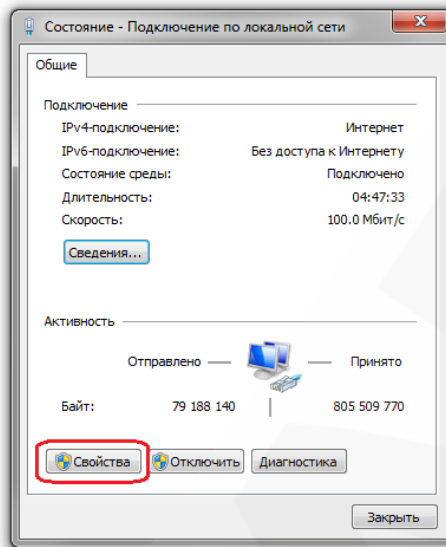 Состояние - Подключение по локальной сети
Общие
Подключение
IPv4-подключение: Интернет
IPv6-подключение: Без доступа к Интернету
Состояние среды: Подключено
Длительность: 04:47:33
Скорость: 100.0 Мбит/с
Сведения...
Активность
Отправлено — Принято
Байт: 79 188 140 | 805 509 770
Свойства Отключить Диагностика
Закрыть